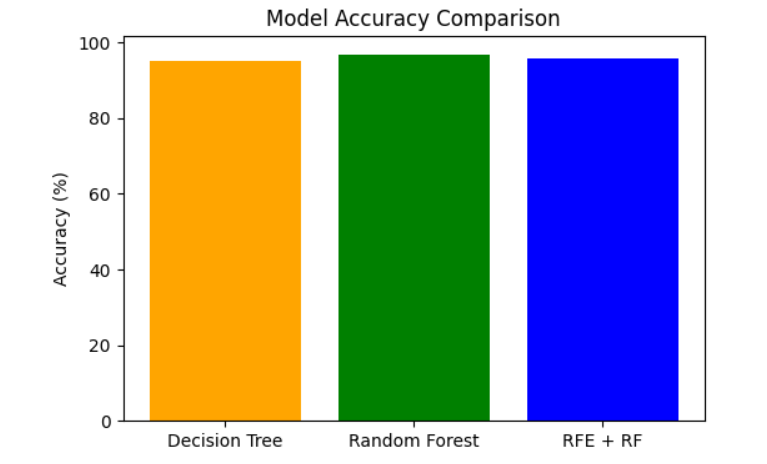 Model Accuracy Comparison
100
80
60
40
20
0
Accuracy (%)
Decision Tree
Random Forest
RFE + RF